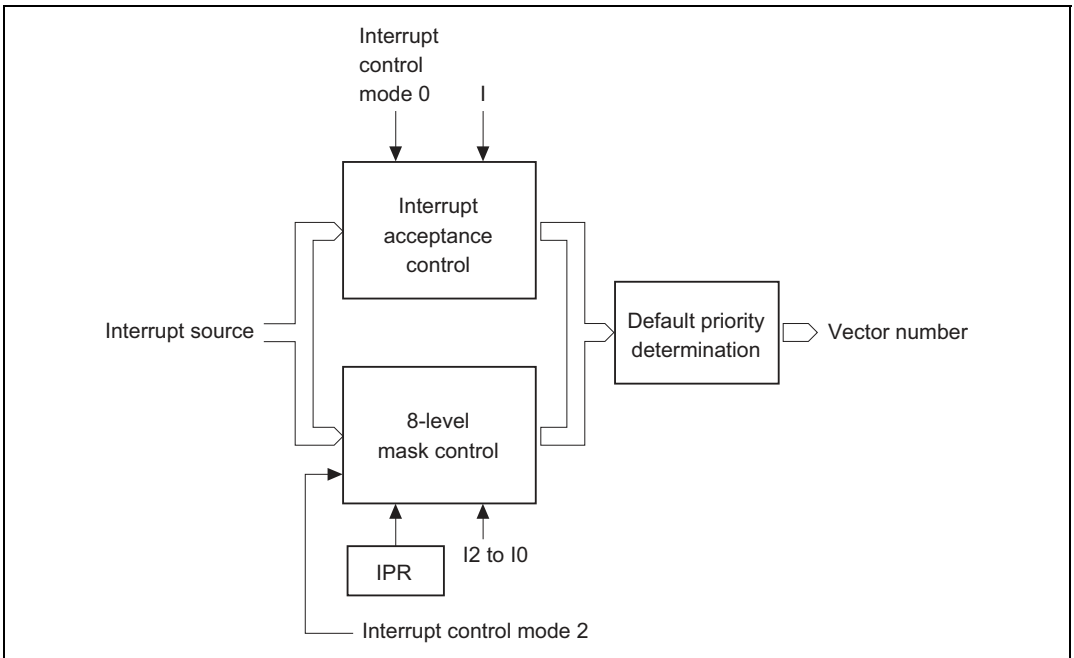 Interrupt
control
mode 0
I
Interrupt
acceptance
control
Interrupt source
Default priority
determination
Vector number
8-level
mask control
I2 to I0
IPR
Interrupt control mode 2